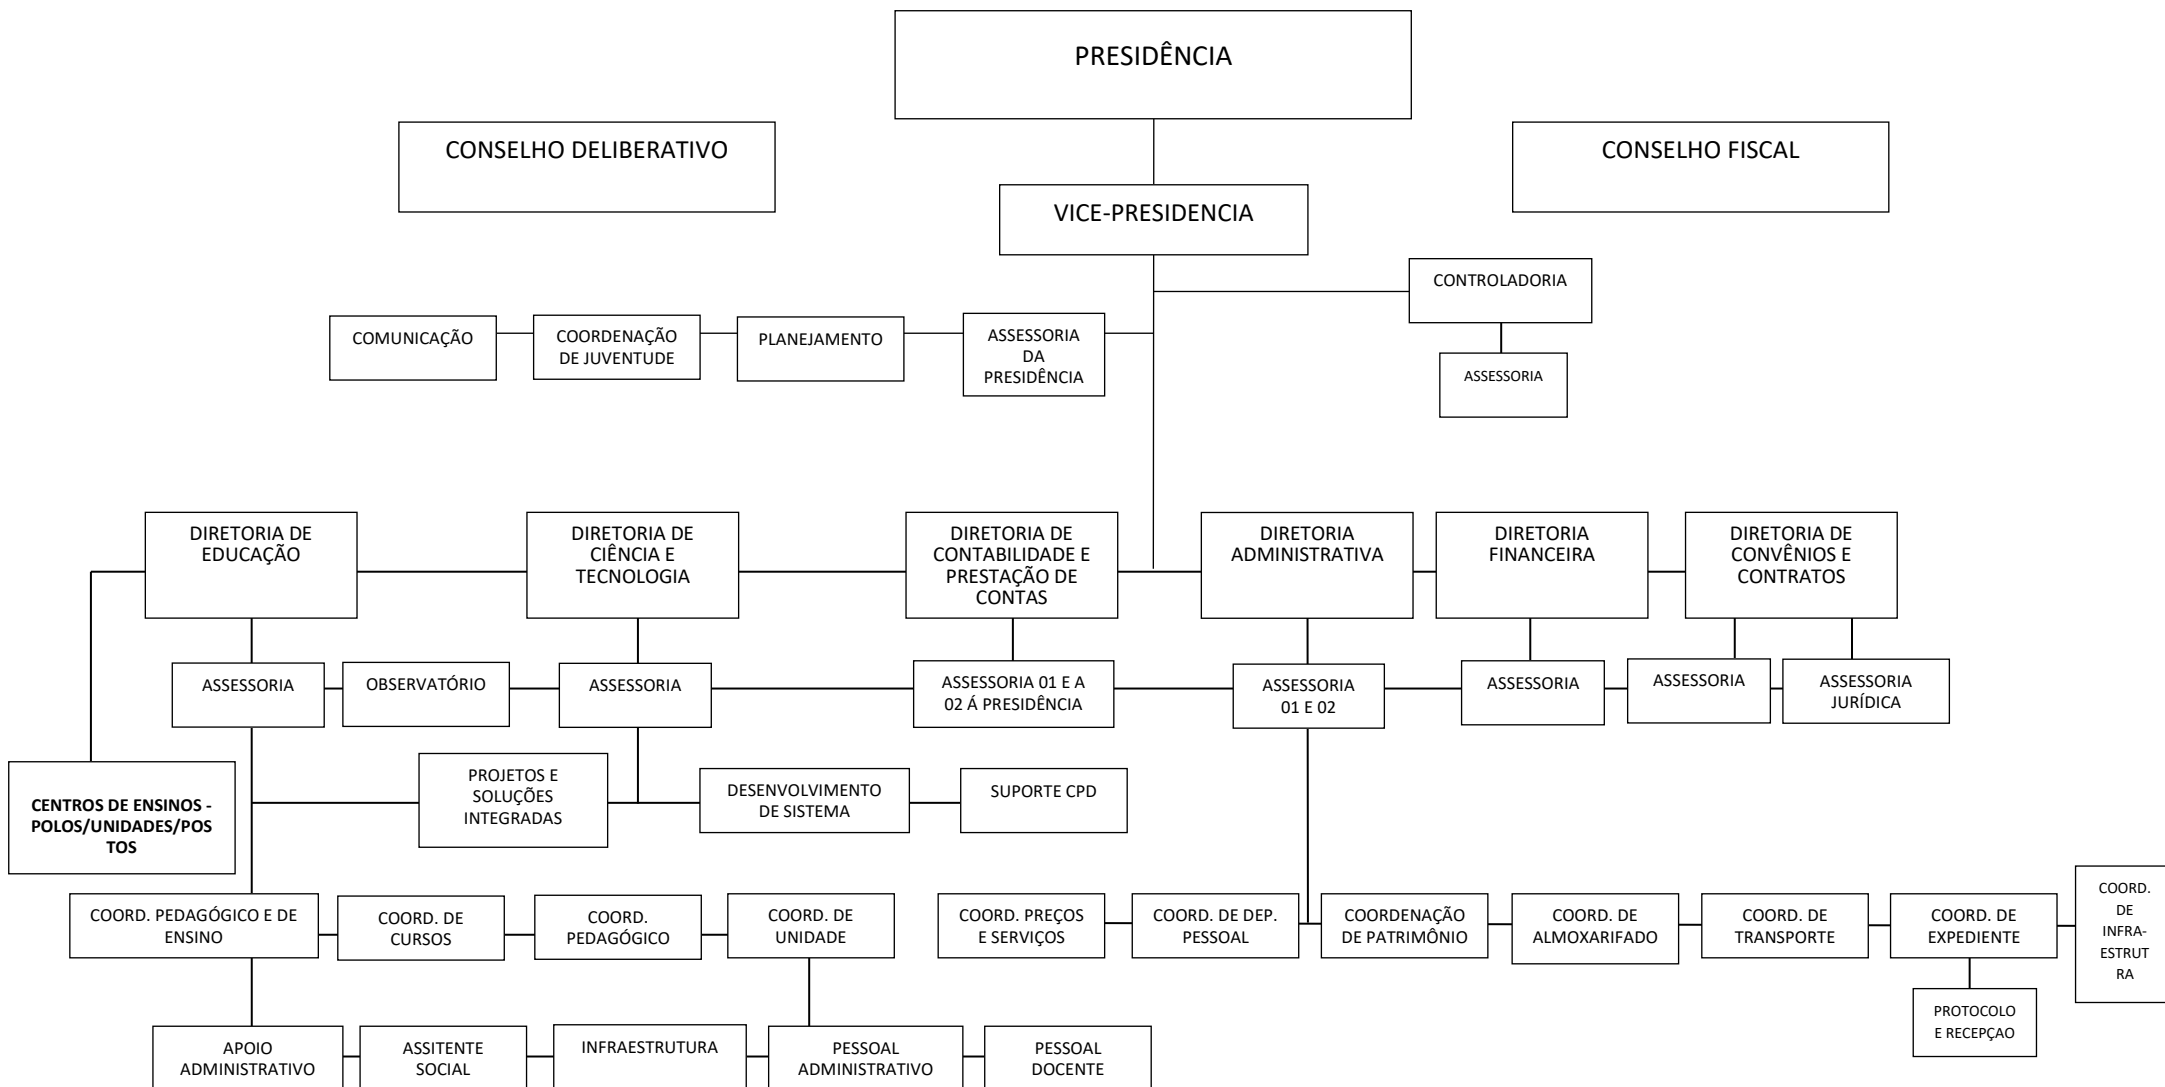 PRESIDÊNCIA
CONSELHO DELIBERATIVO
CONSELHO FISCAL
VICE-PRESIDENCIA
CONTROLADORIA
ASSESSORIA
COMUNICAÇÃO
COORDENAÇÃO
DE JUVENTUDE
PLANEJAMENTO
ASSESSORIA
DA
PRESIDÊNCIA
DIRETORIA DE
EDUCAÇÃO
DIRETORIA DE
CIÊNCIA E
TECNOLOGIA
DIRETORIA DE
CONTABILIDADE E
PRESTAÇÃO DE
CONTAS
DIRETORIA
ADMINISTRATIVA
DIRETORIA
FINANCEIRA
DIRETORIA DE
CONVÊNIOS E
CONTRATOS
ASSESSORIA
OBSERVATÓRIO
ASSESSORIA
ASSESSORIA 01 E A
02 Á PRESIDÊNCIA
ASSESSORIA
01 E 02
ASSESSORIA
ASSESSORIA
ASSESSORIA
JURÍDICA
CENTROS DE ENSINOS -
POLOS/UNIDADES/POS
TOS
PROJETOS E
SOLUÇÕES
INTEGRADAS
DESENVOLVIMENTO
DE SISTEMA
SUPORTE CPD
COORD. PEDAGÓGICO E DE
ENSINO
COORD. DE
CURSOS
COORD.
PEDAGÓGICO
COORD. DE
UNIDADE
COORD. PREÇOS
E SERVIÇOS
COORD. DE DEP.
PESSOAL
COORDENAÇÃO
DE PATRIMÔNIO
COORD. DE
ALMOXARIFADO
COORD. DE
TRANSPORTE
COORD. DE
EXPEDIENTE
COORD.
DE
INFRA-
ESTRUT
RA
PROTOCOLO
E RECEPÇAO
APOIO
ADMINISTRATIVO
ASSITENTE
SOCIAL
INFRAESTRUTURA
PESSOAL
ADMINISTRATIVO
PESSOAL
DOCENTE